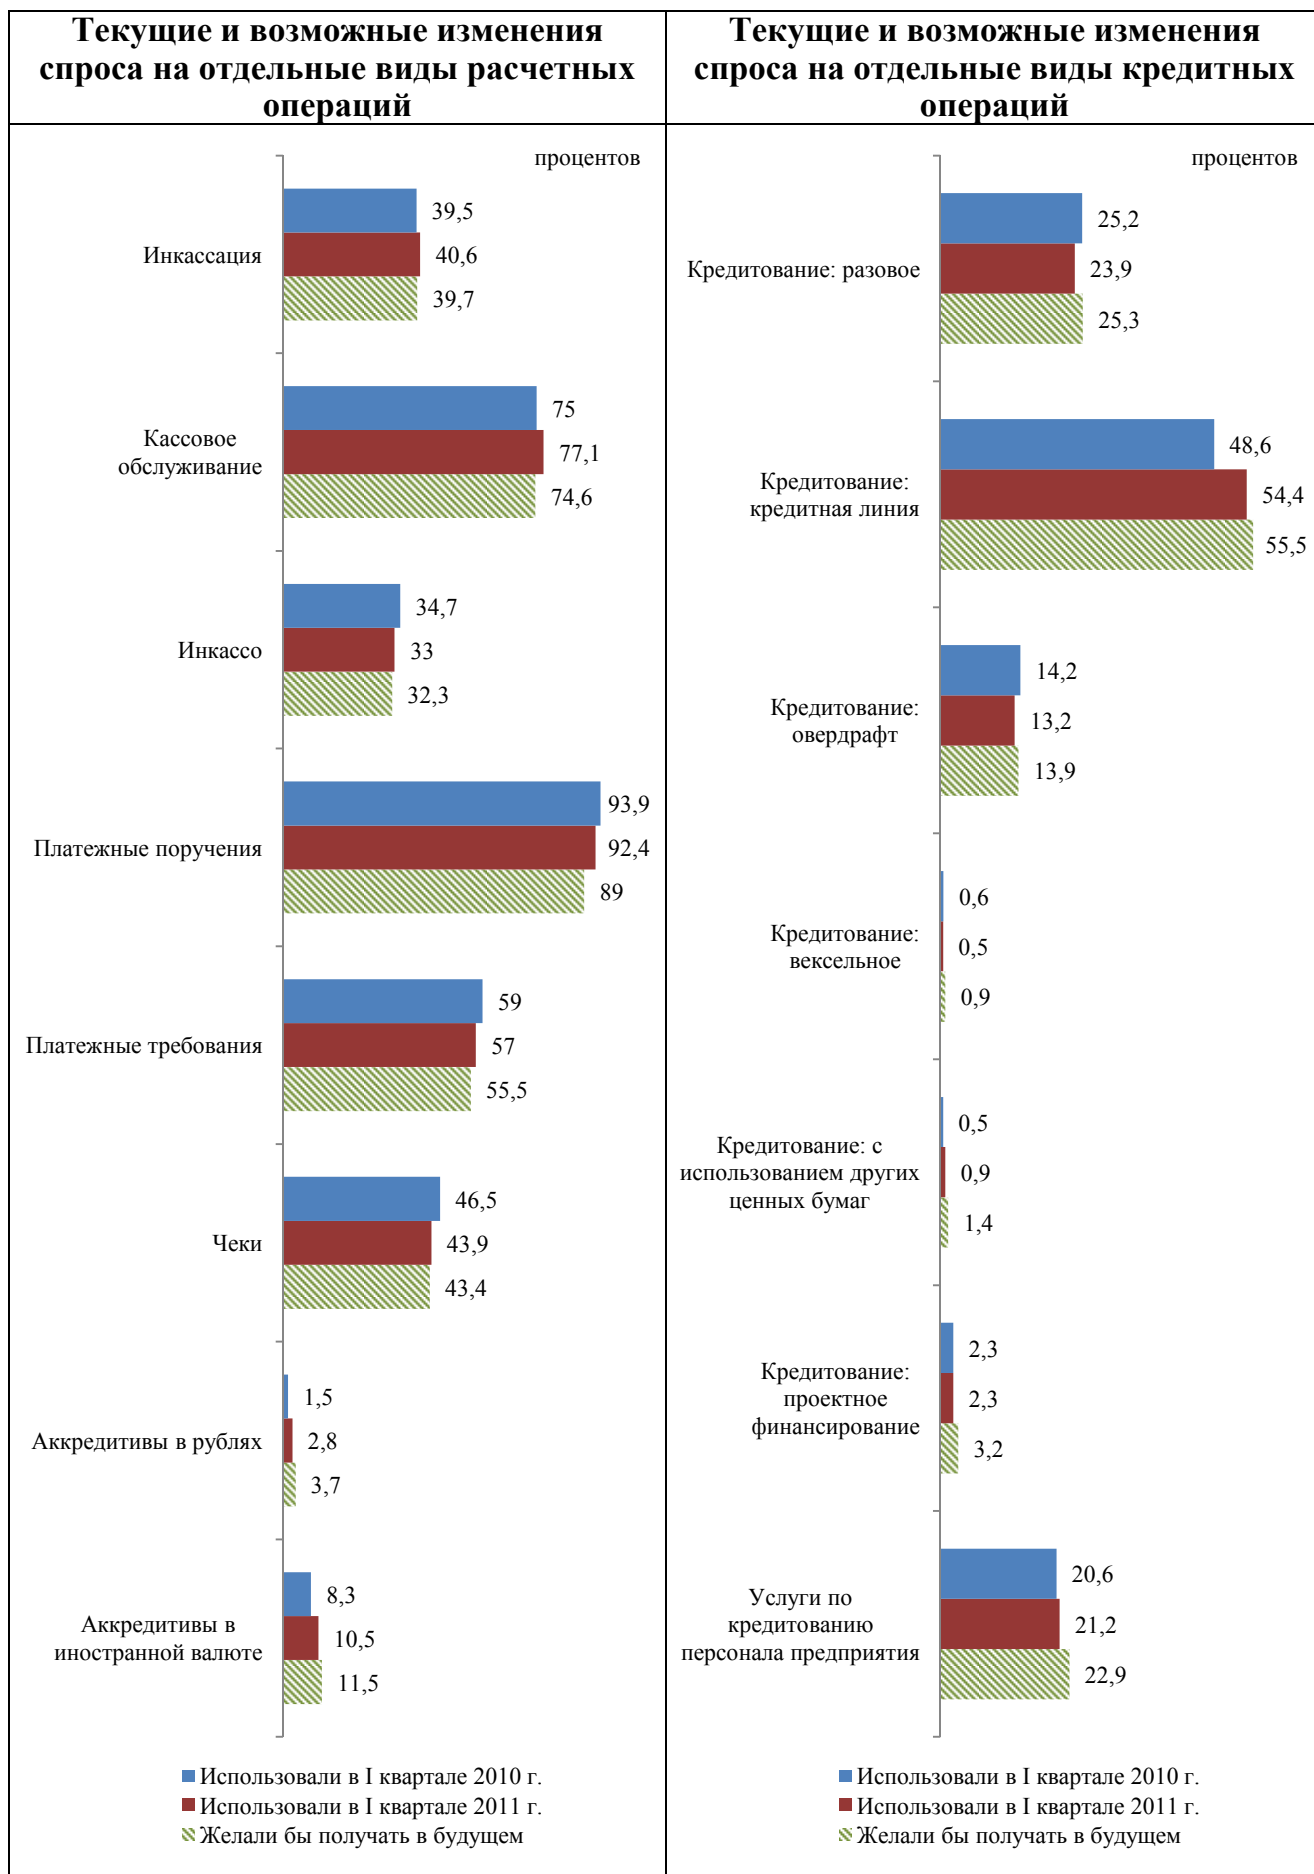 Текущие и возможные изменения
спроса на отдельные виды расчетных
операций
процентов
Инкассация
39,5
40,6
39,7
Кассовое
обслуживание
75
77,1
74,6
Инкассо
34,7
33
32,3
Платежные поручения
93,9
92,4
89
Платежные требования
59
57
55,5
Чеки
46,5
43,9
43,4
Аккредитивы в рублях
1,5
2,8
3,7
Аккредитивы в
иностранной валюте
8,3
10,5
11,5
Использовали в I квартале 2010 г.
Использовали в I квартале 2011 г.
Желали бы получать в будущем
Текущие и возможные изменения
спроса на отдельные виды кредитных
операций
процентов
Кредитование: разовое
25,2
23,9
25,3
Кредитование:
кредитная линия
48,6
54,4
55,5
Кредитование:
овердрафт
14,2
13,2
13,9
Кредитование:
вексельное
0,6
0,5
0,9
Кредитование: с
использованием других
ценных бумаг
0,5
0,9
1,4
Кредитование:
проектное
финансирование
2,3
2,3
3,2
Услуги по
кредитованию
персонала предприятия
20,6
21,2
22,9
Использовали в I квартале 2010 г.
Использовали в I квартале 2011 г.
Желали бы получать в будущем